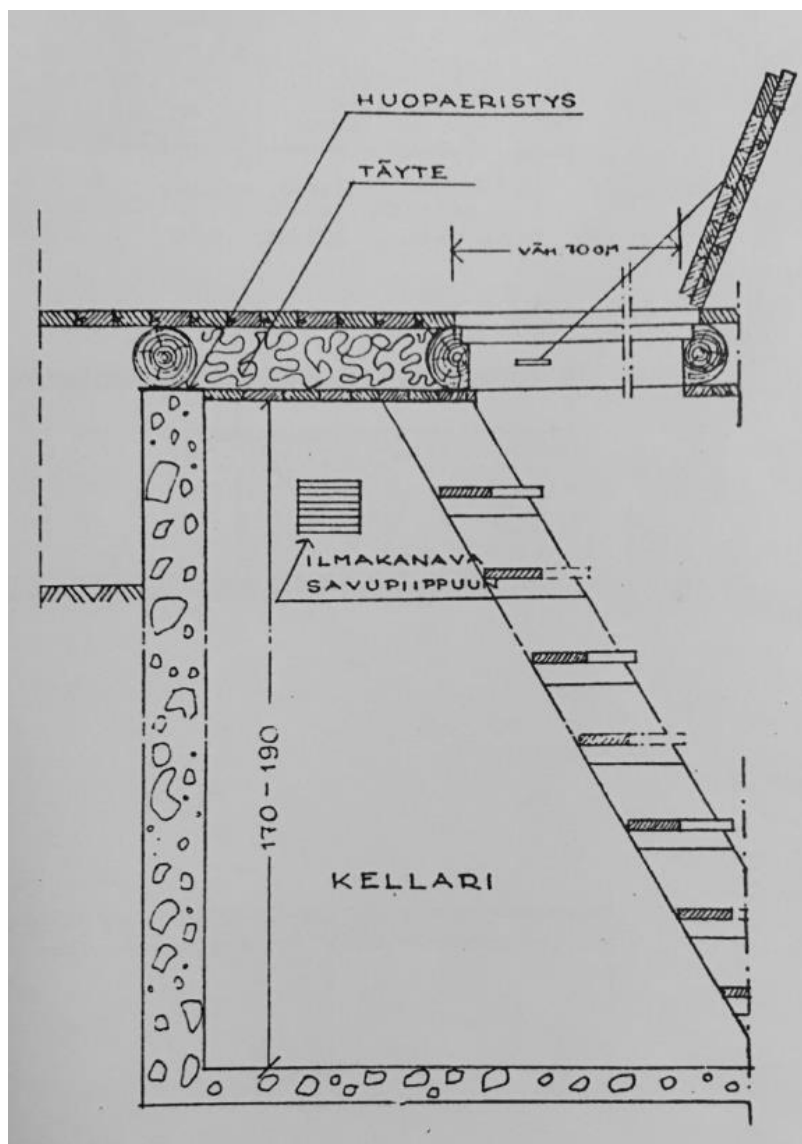 HUOPAERISTYS
TÄYTE
VÄH 70 CM
ILMAKANAVA
SAVUPIIPPUUN
170-190
KELLARI